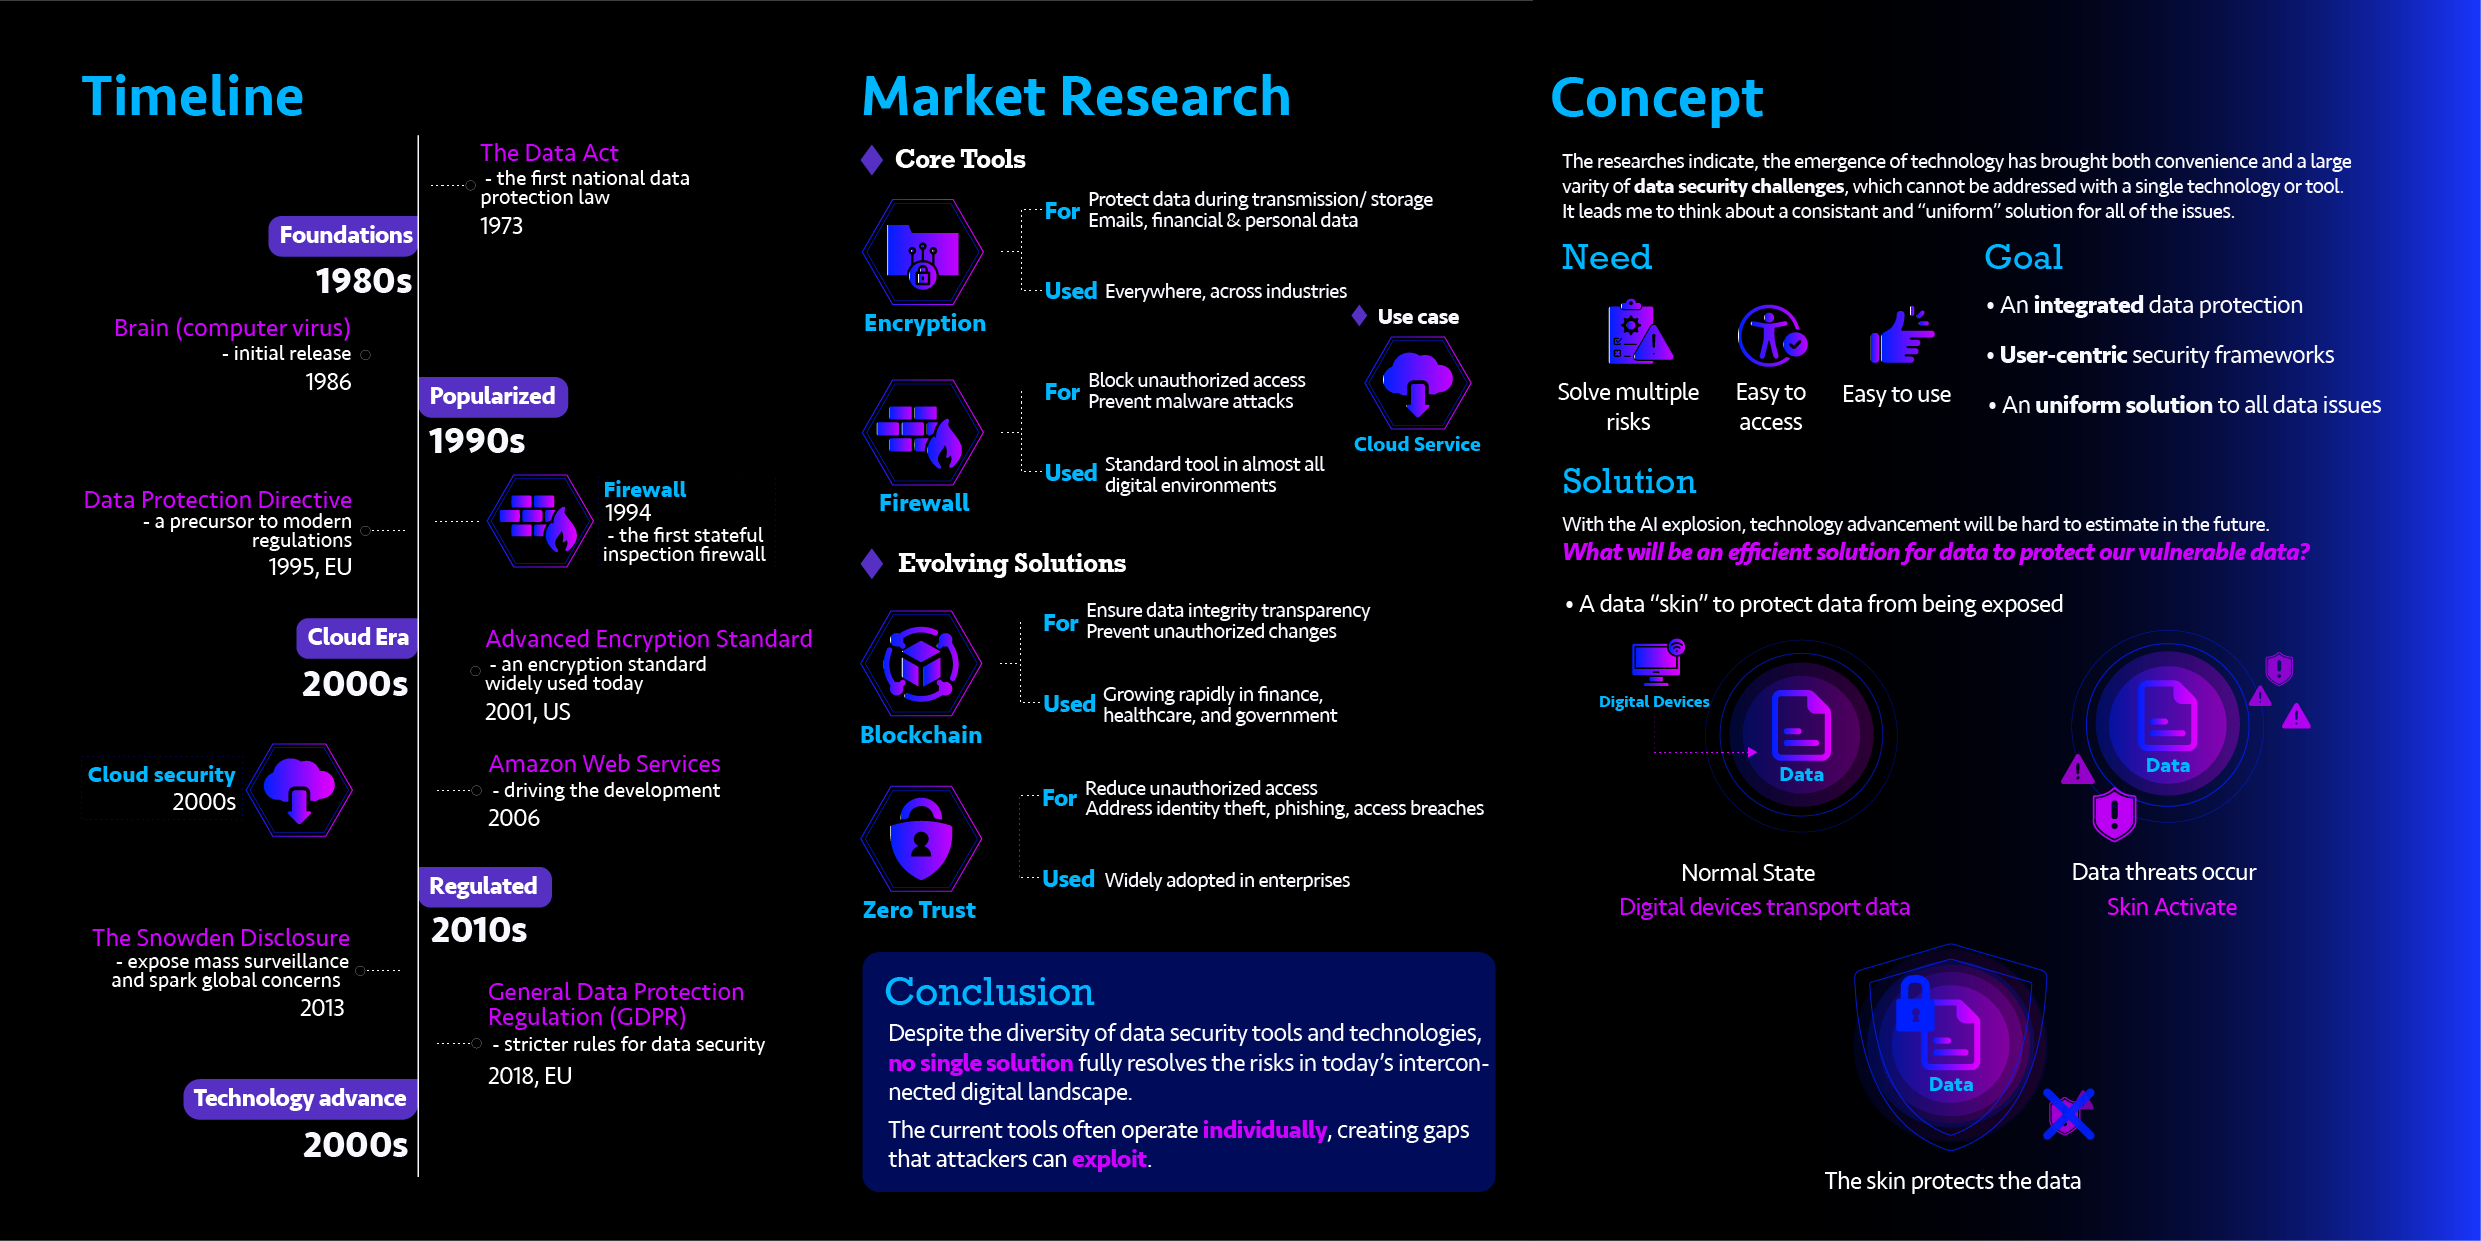 Timeline
The Data Act
- the first national data
protection law
1973
Foundations
1980s
Brain (computer virus)
- initial release
1986
Popularized
1990s
Data Protection Directive
- a precursor to modern
regulations
1995, EU
Firewall
1994
- the first stateful
inspection firewall
Cloud Era
2000s
Advanced Encryption Standard
- an encryption standard
widely used today
2001, US
Cloud security
2000s
Amazon Web Services
- driving the development
2006
Regulated
2010s
The Snowden Disclosure
- expose mass surveillance
and spark global concerns
2013
General Data Protection
Regulation (GDPR)
- stricter rules for data security
2018, EU
Technology advance
2000s
Market Research
Core Tools
Encryption
For
Protect data during transmission/ storage
Emails, financial & personal data
Used Everywhere, across industries
Firewall
For
Block unauthorized access
Prevent malware attacks
Used
Standard tool in almost all
digital environments
Use case
Cloud Service
Evolving Solutions
Blockchain
For
Ensure data integrity transparency
Prevent unauthorized changes
Used
Growing rapidly in finance,
healthcare, and government
Zero Trust
For
Reduce unauthorized access
Address identity theft, phishing, access breaches
Used Widely adopted in enterprises
Conclusion
Despite the diversity of data security tools and technologies,
no single solution fully resolves the risks in today’s intercon-
nected digital landscape.
The current tools often operate individually, creating gaps
that attackers can exploit.
Concept
The researches indicate, the emergence of technology has brought both convenience and a large
varity of data security challenges, which cannot be addressed with a single technology or tool.
It leads me to think about a consistant and “uniform” solution for all of the issues.
Need
Solve multiple
risks
Easy to
access
Easy to use
Goal
• An integrated data protection
• User-centric security frameworks
• An uniform solution to all data issues
Solution
With the AI explosion, technology advancement will be hard to estimate in the future.
What will be an efficient solution for data to protect our vulnerable data?
• A data “skin” to protect data from being exposed
Digital Devices
Data
Normal State
Digital devices transport data
Data
Data threats occur
Skin Activate
Data
The skin protects the data